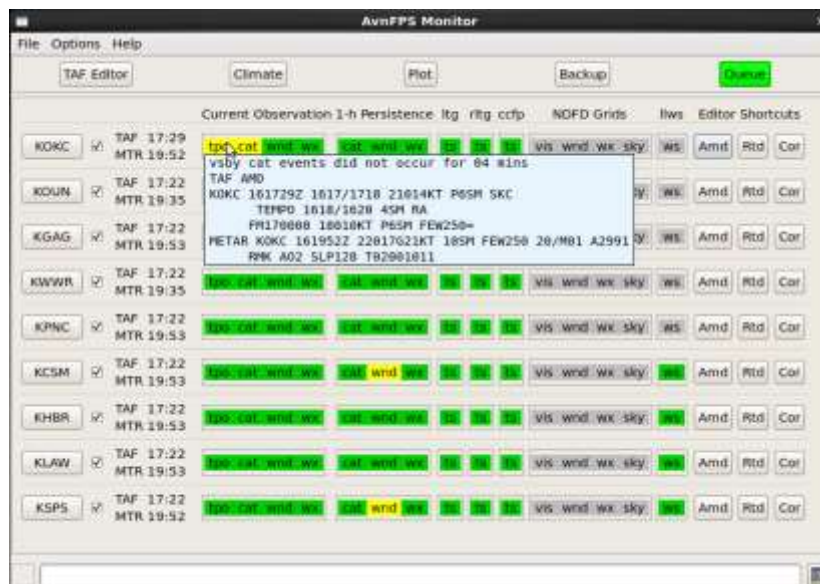 AvnFPS Monitor
File Options Help
TAF Editor Climate Plot Backup Queue
Current Observation 1-h Persistence ltg rltg ccfp NDFD Grids llws Editor Shortcuts
KOKC TAF 17:29 tpo cat wnd wx cat wnd wx ts ts ts vis wnd wx sky ws Amd Rtd Cor
MTR 19:52
vsby cat events did not occur for 04 mins
TAF AMD
KOKC 161729Z 1617/1718 21014KT P6SM SKC
TEMPO 1618/1620 4SM RA
FM170000 18010KT P6SM FEW250=
METAR KOKC 161952Z 22017G21KT 10SM FEW250 20/M01 A2991
RMK AO2 SLP128 T02001011
KOUN TAF 17:22 ws Amd Rtd Cor
MTR 19:35
KGAG TAF 17:22 ws Amd Rtd Cor
MTR 19:53
KWWR TAF 17:22 tpo cat wnd wx cat wnd wx ts ts ts vis wnd wx sky ws Amd Rtd Cor
MTR 19:35
KPNC TAF 17:22 tpo cat wnd wx cat wnd wx ts ts ts vis wnd wx sky ws Amd Rtd Cor
MTR 19:53
KCSM TAF 17:22 tpo cat wnd wx cat wnd wx ts ts ts vis wnd wx sky ws Amd Rtd Cor
MTR 19:53
KHBR TAF 17:22 tpo cat wnd wx cat wnd wx ts ts ts vis wnd wx sky ws Amd Rtd Cor
MTR 19:53
KLAW TAF 17:22 tpo cat wnd wx cat wnd wx ts ts ts vis wnd wx sky ws Amd Rtd Cor
MTR 19:53
KSPS TAF 17:22 tpo cat wnd wx cat wnd wx ts ts ts vis wnd wx sky ws Amd Rtd Cor
MTR 19:52